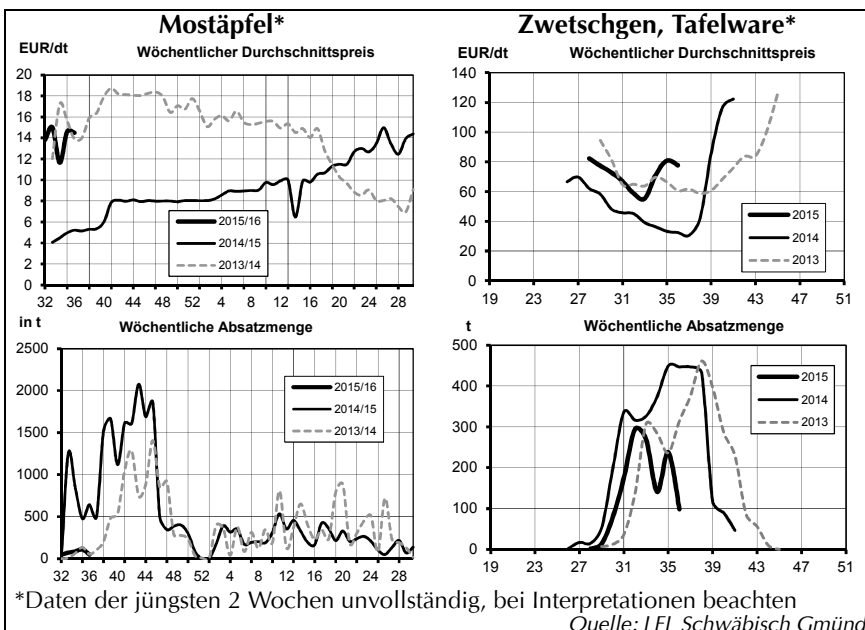 Mostäpfel*
EUR/dt
Wöchentlicher Durchschnittspreis
20
18
16
14
12
10
8
6
4
2
0
2015/16
2014/15
2013/14
32 36 40 44 48 52 4 8 12 16 20 24 28
in t
Wöchentliche Absatzmenge
2500
2000
1500
1000
500
0
2015/16
2014/15
2013/14
32 36 40 44 48 52 4 8 12 16 20 24 28
Zwetschgen, Tafelware*
EUR/dt
Wöchentlicher Durchschnittspreis
140
120
100
80
60
40
20
0
2015
2014
2013
19 23 27 31 35 39 43 47 51
t
Wöchentliche Absatzmenge
500
400
300
200
100
0
2015
2014
2013
19 23 27 31 35 39 43 47 51
*Daten der jüngsten 2 Wochen unvollständig, bei Interpretationen beachten
Quelle: LEL Schwäbisch Gmünd